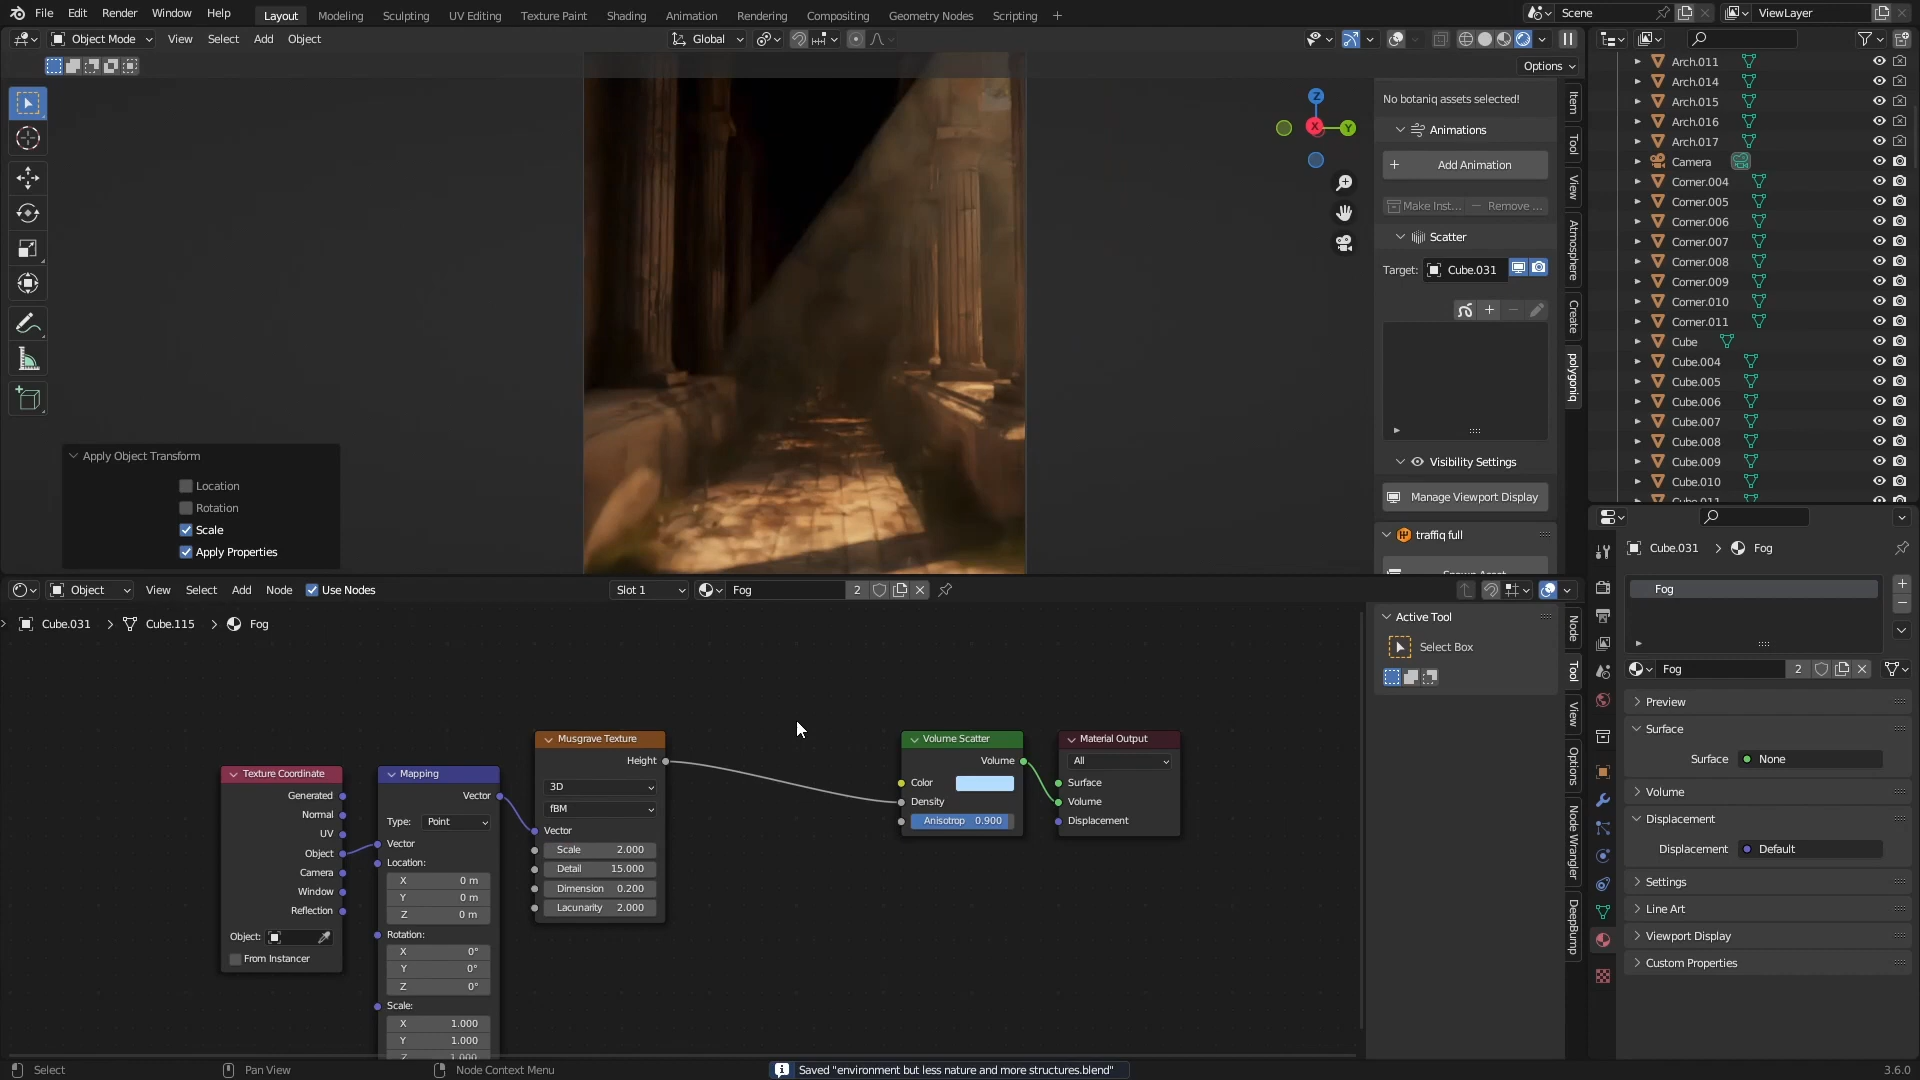 File Edit Render Window Help Layout Modeling Sculpting UV Editing Texture Paint Shading Animation Rendering Compositing Geometry Nodes Scripting + Scene ViewLayer
Object Mode View Select Add Object Global
Options
No botaniq assets selected!
Animations
Add Animation
Make Inst... Remove ...
Scatter
Target: Cube.031
Visibility Settings
Manage Viewport Display
traffiq full
Item
Tool
View
Atmosphere
Create
polygoniq
Z
X
Y
Arch.011
Arch.014
Arch.015
Arch.016
Arch.017
Camera
Corner.004
Corner.005
Corner.006
Corner.007
Corner.008
Corner.009
Corner.010
Corner.011
Cube
Cube.004
Cube.005
Cube.006
Cube.007
Cube.008
Cube.009
Cube.010
Cube.011
Apply Object Transform
Location
Rotation
Scale
Apply Properties
Object View Select Add Node Use Nodes Slot 1 Fog 2
Cube.031 > Cube.115 > Fog
Texture Coordinate
Generated
Normal
UV
Object
Camera
Window
Reflection
Object:
From Instancer
Mapping
Vector
Type: Point
Vector
Location:
X 0 m
Y 0 m
Z 0 m
Rotation:
X 0°
Y 0°
Z 0°
Scale:
X 1.000
Y 1.000
Z 1.000
Musgrave Texture
Height
3D
fBM
Vector
Scale 2.000
Detail 15.000
Dimension 0.200
Lacunarity 2.000
Volume Scatter
Volume
Color
Density
Anisotrop 0.900
Material Output
All
Surface
Volume
Displacement
Active Tool
Select Box
Node
Tool
View
Options
Node Wrangler
DeepBump
Cube.031 > Fog
Fog
Fog 2
Preview
Surface
Surface None
Volume
Displacement
Displacement Default
Settings
Line Art
Viewport Display
Custom Properties
Select Pan View Node Context Menu Saved "environment but less nature and more structures.blend" 3.6.0